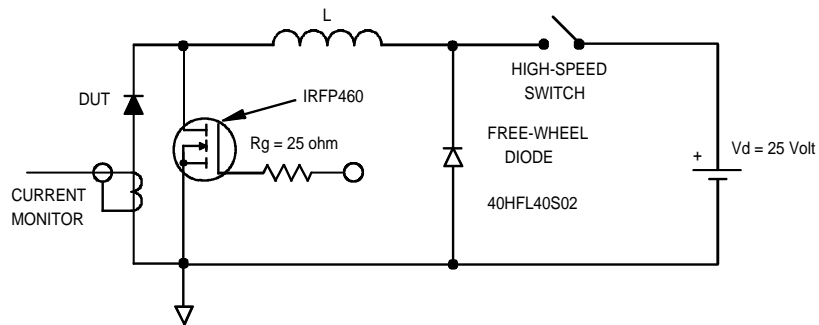 L
HIGH-SPEED
SWITCH
DUT
IRFP460
Rg = 25 ohm
FREE-WHEEL
DIODE
+
Vd = 25 Volt
CURRENT
MONITOR
40HFL40S02